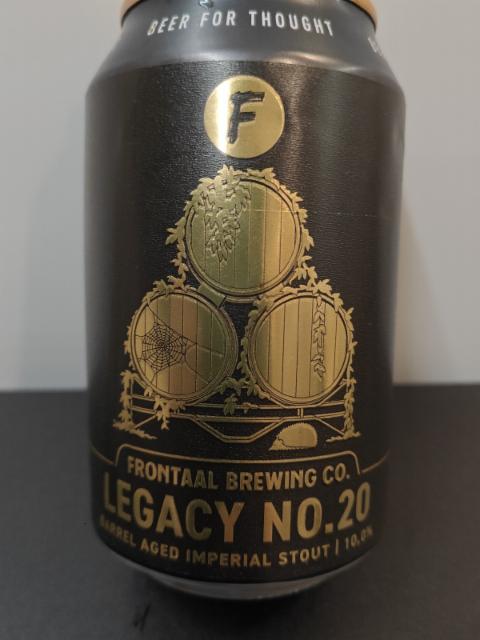 BEER FOR THOUGHT
F
FRONTAAL BREWING CO.
LEGACY NO.20
BARREL AGED IMPERIAL STOUT | 10,0%